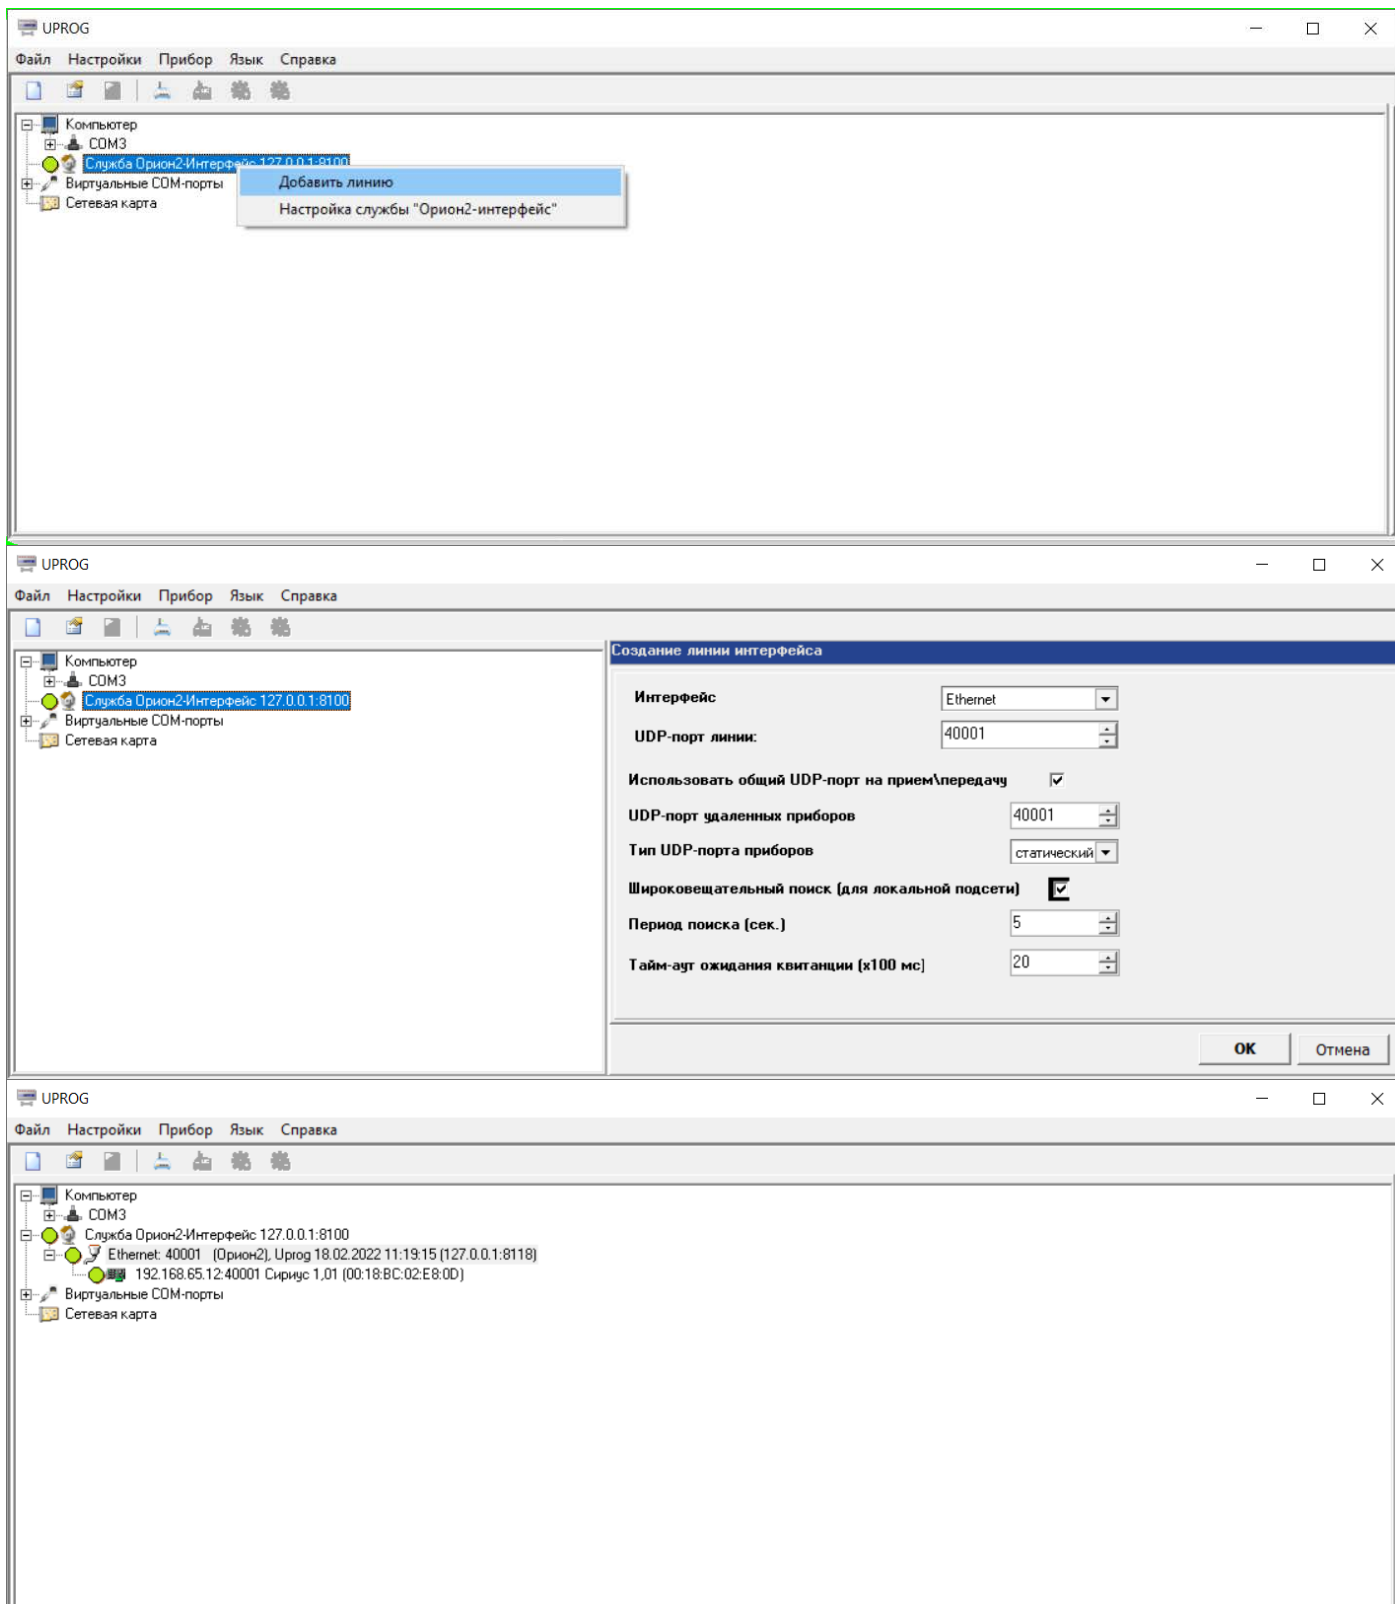 UPROG
Файл Настройки Прибор Язык Справка
Компьютер
COM3
Служба Орион2-Интерфейс 127.0.0.1:8100
Добавить линию
Виртуальные COM-порты
Настройка службы "Орион2-интерфейс"
Сетевая карта
UPROG
Файл Настройки Прибор Язык Справка
Создание линии интерфейса
Компьютер
COM3
Служба Орион2-Интерфейс 127.0.0.1:8100
Виртуальные COM-порты
Сетевая карта
Интерфейс Ethernet
UDP-порт линии: 40001
Использовать общий UDP-порт на прием\передачу
UDP-порт удаленных приборов 40001
Тип UDP-порта приборов статический
Широковещательный поиск (для локальной подсети)
Период поиска (сек.) 5
Тайм-аут ожидания квитанции (x100 мс) 20
OK Отмена
UPROG
Файл Настройки Прибор Язык Справка
Компьютер
COM3
Служба Орион2-Интерфейс 127.0.0.1:8100
Ethernet: 40001 (Орион2), Uprog 18.02.2022 11:19:15 (127.0.0.1:8118)
192.168.65.12:40001 Сириус 1,01 (00:18:BC:02:E8:0D)
Виртуальные COM-порты
Сетевая карта